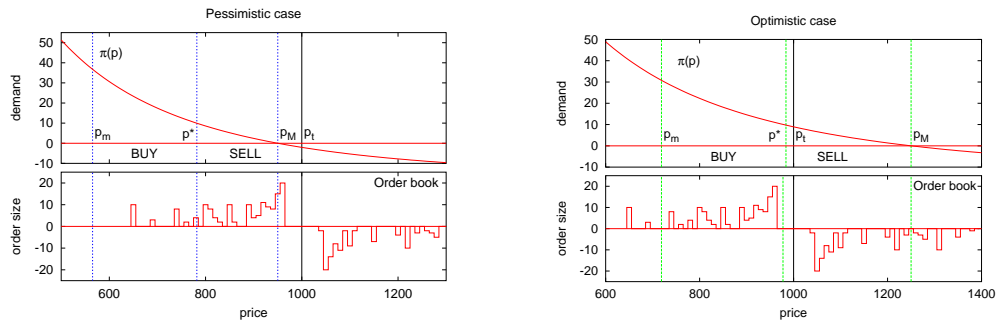 Pessimistic case
50
40
30
20
10
0
-10
demand
π(p)
p_m
p*
p_M
p_t
BUY
SELL
20
10
0
-10
-20
order size
Order book
600
800
1000
1200
price
Optimistic case
50
40
30
20
10
0
-10
demand
π(p)
p_m
p*
p_t
p_M
BUY
SELL
20
10
0
-10
-20
order size
Order book
600
800
1000
1200
1400
price